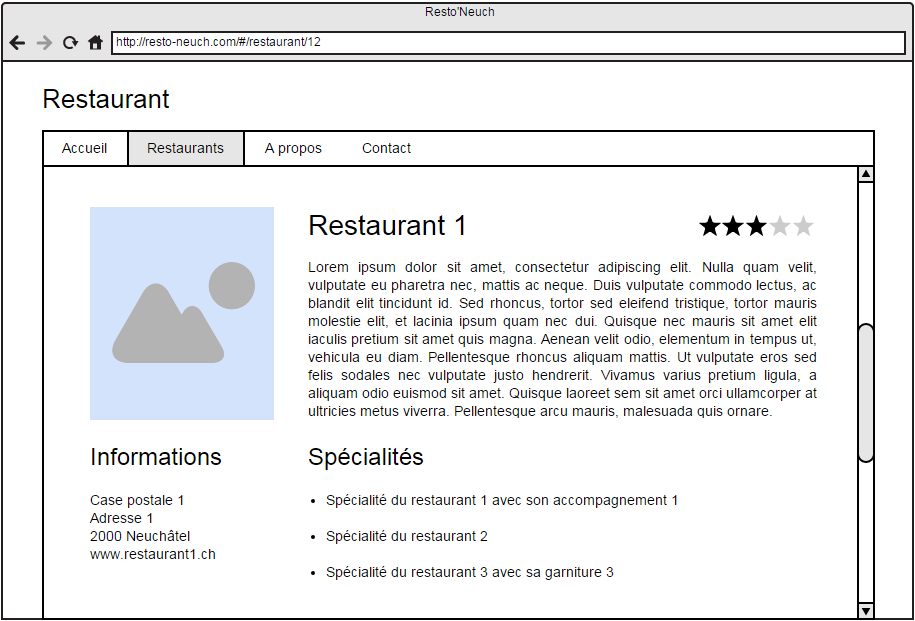 Resto'Neuch
http://resto-neuch.com/#/restaurant/12
Restaurant
Accueil Restaurants A propos Contact
Restaurant 1
Lorem ipsum dolor sit amet, consectetur adipiscing elit. Nulla quam velit,
vulputate eu pharetra nec, mattis ac neque. Duis vulputate commodo lectus, ac
blandit elit tincidunt id. Sed rhoncus, tortor sed eleifend tristique, tortor mauris
molestie elit, et lacinia ipsum quam nec dui. Quisque nec mauris sit amet elit
iaculis pretium sit amet quis magna. Aenean velit odio, elementum in tempus ut,
vehicula eu diam. Pellentesque rhoncus aliquam mattis. Ut vulputate eros sed
felis sodales nec vulputate justo hendrerit. Vivamus varius pretium ligula, a
aliquam odio euismod sit amet. Quisque laoreet sem sit amet orci ullamcorper at
ultricies metus viverra. Pellentesque arcu mauris, malesuada quis ornare.
Informations
Case postale 1
Adresse 1
2000 Neuchâtel
www.restaurant1.ch
Spécialités
• Spécialité du restaurant 1 avec son accompagnement 1
• Spécialité du restaurant 2
• Spécialité du restaurant 3 avec sa garniture 3